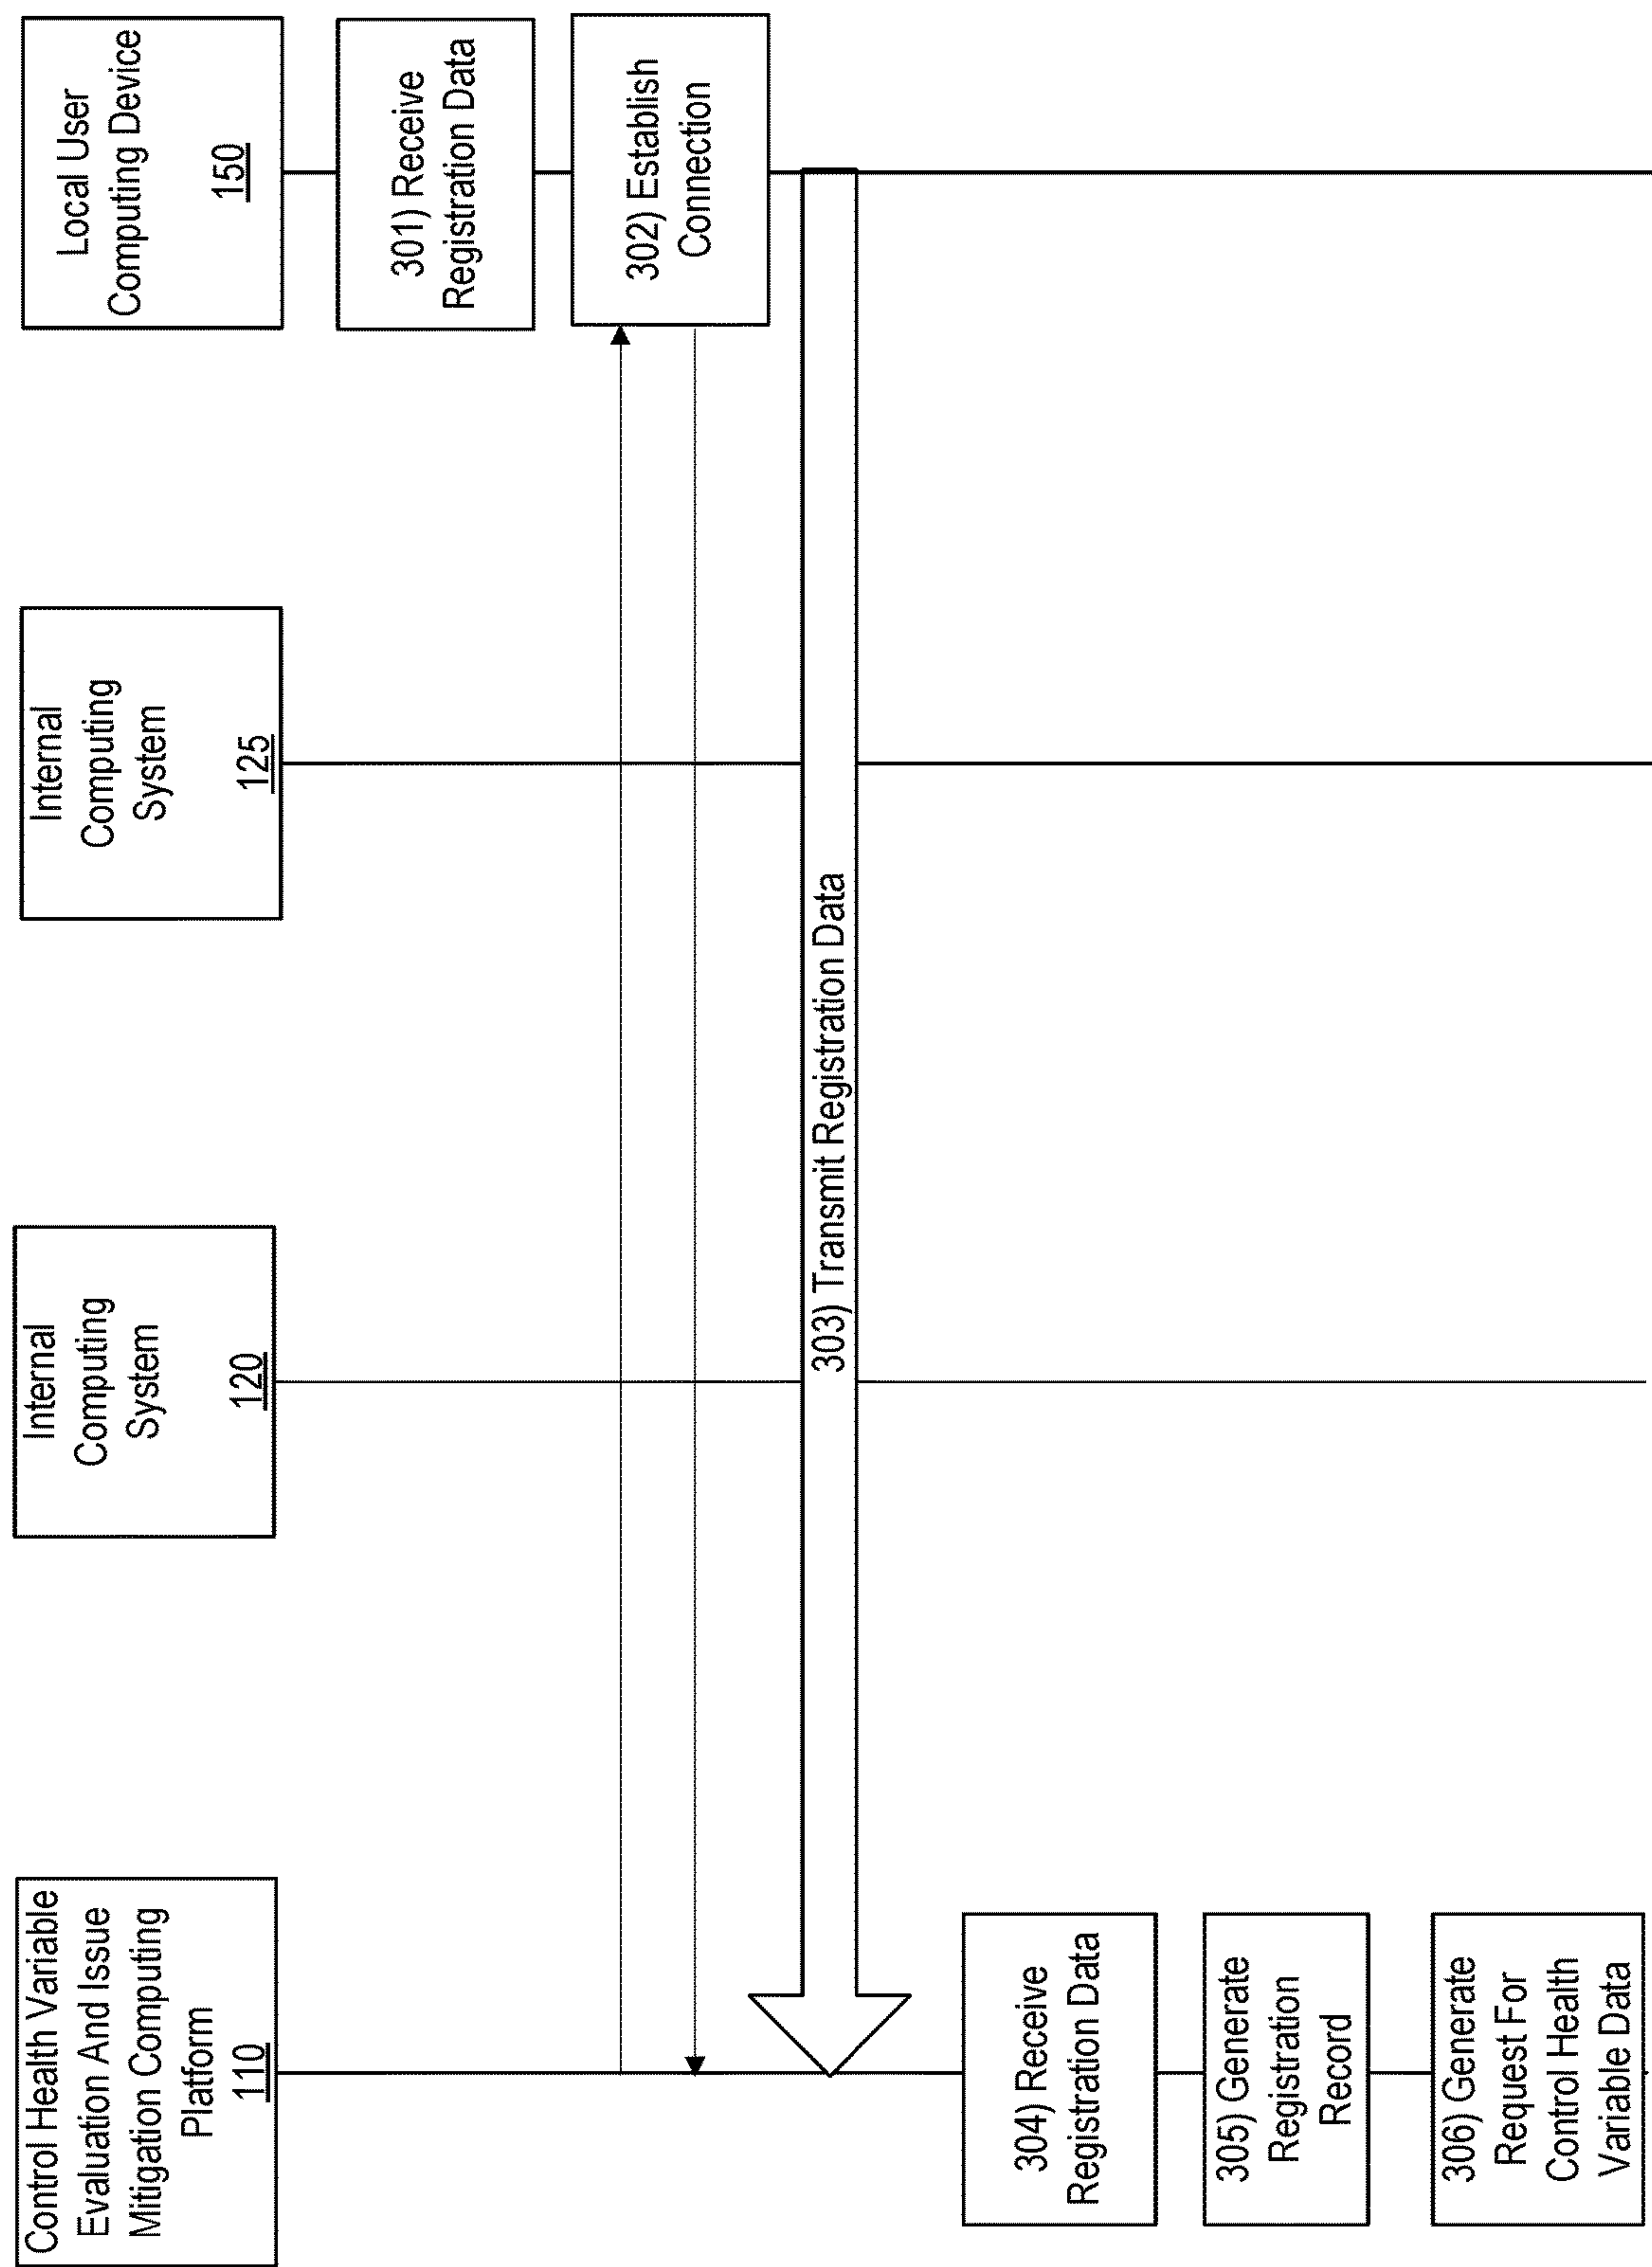 Control Health Variable
Evaluation And Issue
Mitigation Computing
Platform
110
Internal
Computing
System
120
Internal
Computing
System
125
Local User
Computing Device
150
301) Receive
Registration Data
302) Establish
Connection
303) Transmit Registration Data
304) Receive
Registration Data
305) Generate
Registration
Record
306) Generate
Request For
Control Health
Variable Data